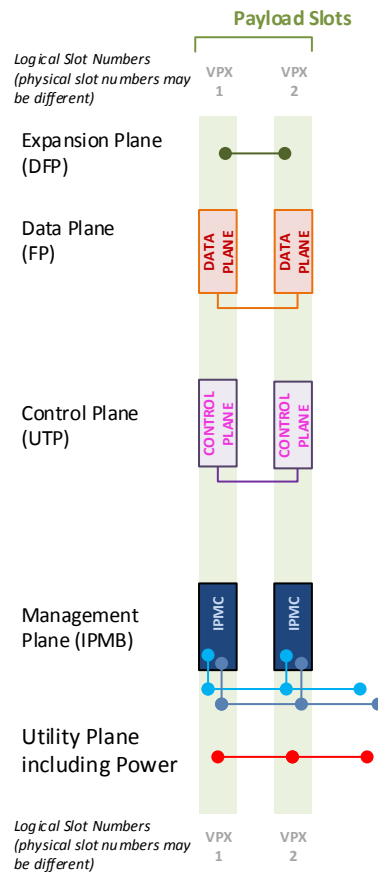 Payload Slots
Logical Slot Numbers
(physical slot numbers may
be different)
VPX
1
VPX
2
Expansion Plane
(DFP)
Data Plane
(FP)
DATA
PLANE
DATA
PLANE
Control Plane
(UTP)
CONTROL
PLANE
CONTROL
PLANE
Management
Plane (IPMB)
IPMC
IPMC
Utility Plane
including Power
Logical Slot Numbers
(physical slot numbers may
be different)
VPX
1
VPX
2